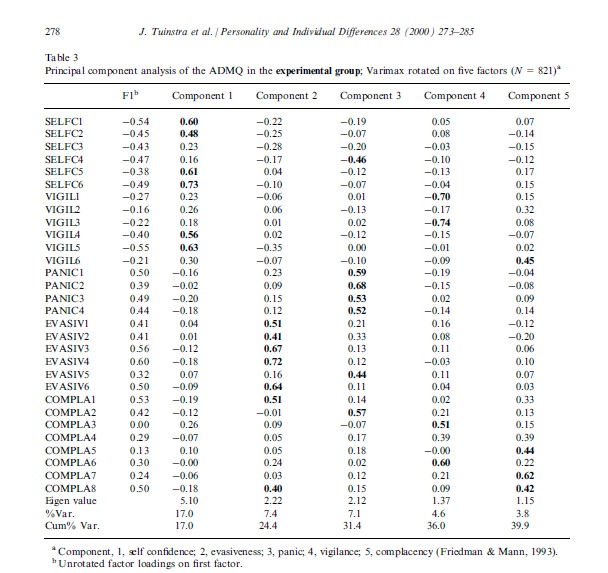 278 J. Tuinstra et al. / Personality and Individual Differences 28 (2000) 273–285
Table 3
Principal component analysis of the ADMQ in the experimental group; Varimax rotated on five factors (N = 821)a
F1b Component 1 Component 2 Component 3 Component 4 Component 5
SELFC1 −0.54 0.60 −0.22 −0.19 0.05 0.07
SELFC2 −0.45 0.48 −0.25 −0.07 0.08 −0.14
SELFC3 −0.43 0.23 −0.28 −0.20 −0.03 −0.15
SELFC4 −0.47 0.16 −0.17 −0.46 −0.10 −0.12
SELFC5 −0.38 0.61 0.04 −0.12 −0.13 0.17
SELFC6 −0.49 0.73 −0.10 −0.07 −0.04 0.15
VIGIL1 −0.27 0.23 −0.06 0.01 −0.70 0.15
VIGIL2 −0.16 0.26 0.06 −0.13 −0.17 0.32
VIGIL3 −0.22 0.18 0.01 0.02 −0.74 0.08
VIGIL4 −0.40 0.56 0.02 −0.12 −0.15 −0.07
VIGIL5 −0.55 0.63 −0.35 0.00 −0.01 0.02
VIGIL6 −0.21 0.30 −0.07 −0.10 −0.09 0.45
PANIC1 0.50 −0.16 0.23 0.59 −0.19 −0.04
PANIC2 0.39 −0.02 0.09 0.68 −0.15 −0.08
PANIC3 0.49 −0.20 0.15 0.53 0.02 0.09
PANIC4 0.44 −0.18 0.12 0.52 −0.14 0.14
EVASIV1 0.41 0.04 0.51 0.21 0.16 −0.12
EVASIV2 0.41 0.01 0.41 0.33 0.08 −0.20
EVASIV3 0.56 −0.12 0.67 0.13 0.11 0.06
EVASIV4 0.60 −0.18 0.72 0.12 −0.03 0.10
EVASIV5 0.32 0.07 0.16 0.44 0.11 0.07
EVASIV6 0.50 −0.09 0.64 0.11 0.04 0.03
COMPLA1 0.53 −0.19 0.51 0.14 0.02 0.33
COMPLA2 0.42 −0.12 −0.01 0.57 0.21 0.13
COMPLA3 0.00 0.26 0.09 −0.07 0.51 0.15
COMPLA4 0.29 −0.07 0.05 0.17 0.39 0.39
COMPLA5 0.13 0.10 0.05 0.18 −0.00 0.44
COMPLA6 0.30 −0.00 0.24 0.02 0.60 0.22
COMPLA7 0.24 −0.06 0.03 0.12 0.21 0.62
COMPLA8 0.50 −0.18 0.40 0.15 0.09 0.42
Eigen value 5.10 2.22 2.12 1.37 1.15
%Var. 17.0 7.4 7.1 4.6 3.8
Cum% Var. 17.0 24.4 31.4 36.0 39.9
a Component, 1, self confidence; 2, evasiveness; 3, panic; 4, vigilance; 5, complacency (Friedman & Mann, 1993).
b Unrotated factor loadings on first factor.